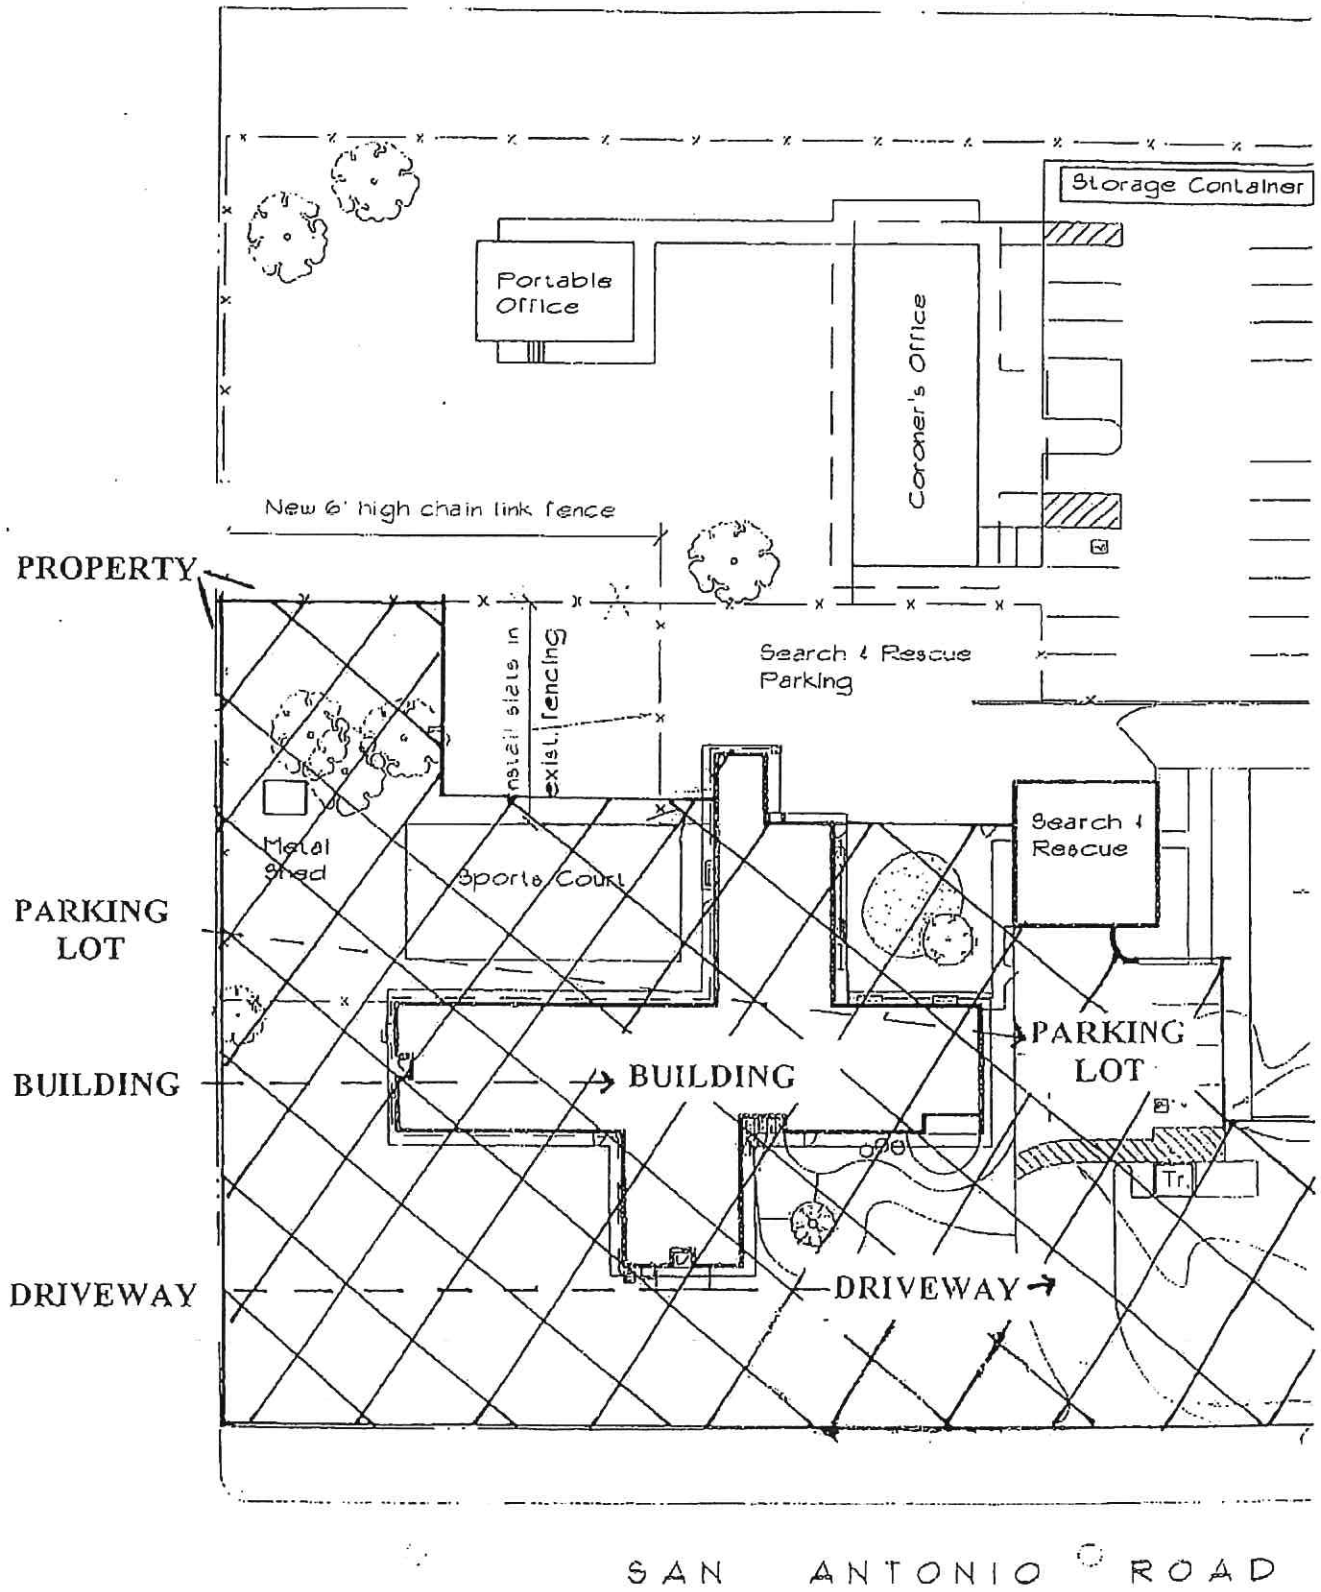 Storage Container
Portable
Office
Coroner's Office
New 6' high chain link fence
PROPERTY
Install slats in
exist. fencing
Search & Rescue
Parking
Metal
Shed
Sports Court
Search &
Rescue
PARKING
LOT
PARKING
LOT
BUILDING
BUILDING
Tr.
DRIVEWAY
DRIVEWAY
SAN ANTONIO ROAD